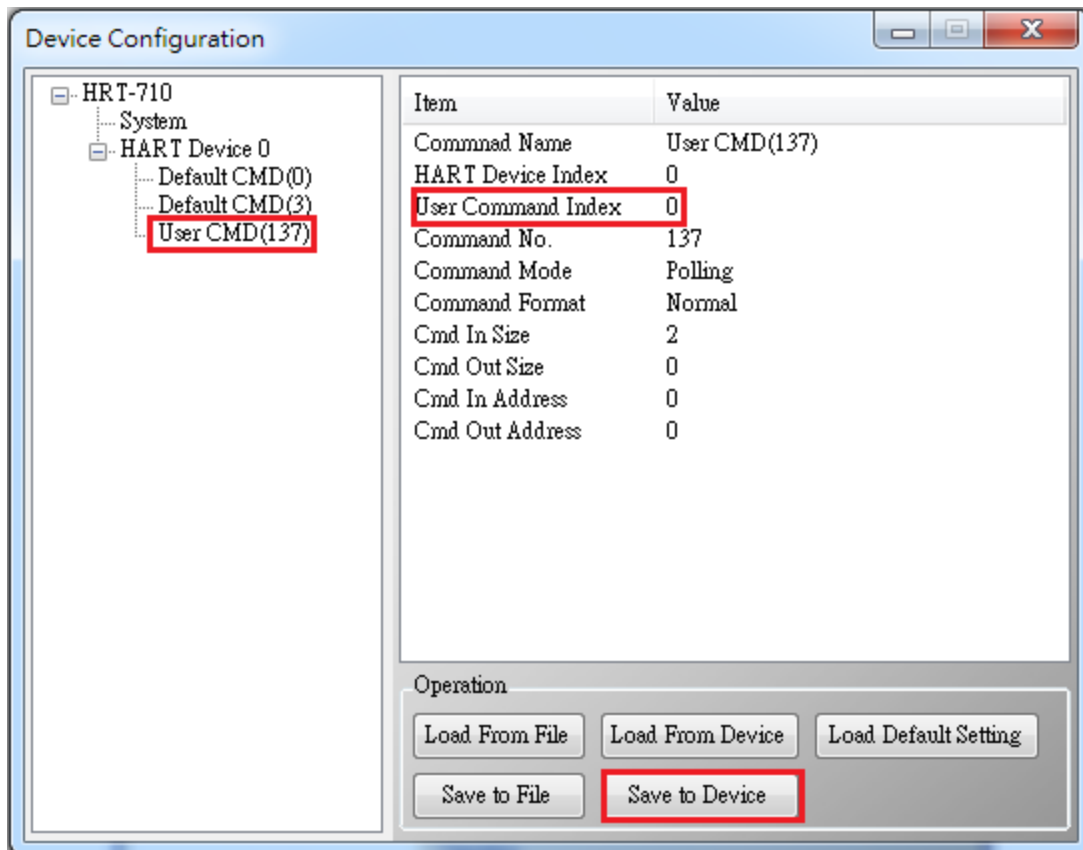 Device Configuration
HRT-710
System
HART Device 0
Default CMD(0)
Default CMD(3)
User CMD(137)
Item Value
Commnad Name User CMD(137)
HART Device Index 0
User Command Index 0
Command No. 137
Command Mode Polling
Command Format Normal
Cmd In Size 2
Cmd Out Size 0
Cmd In Address 0
Cmd Out Address 0
Operation
Load From File Load From Device Load Default Setting
Save to File Save to Device